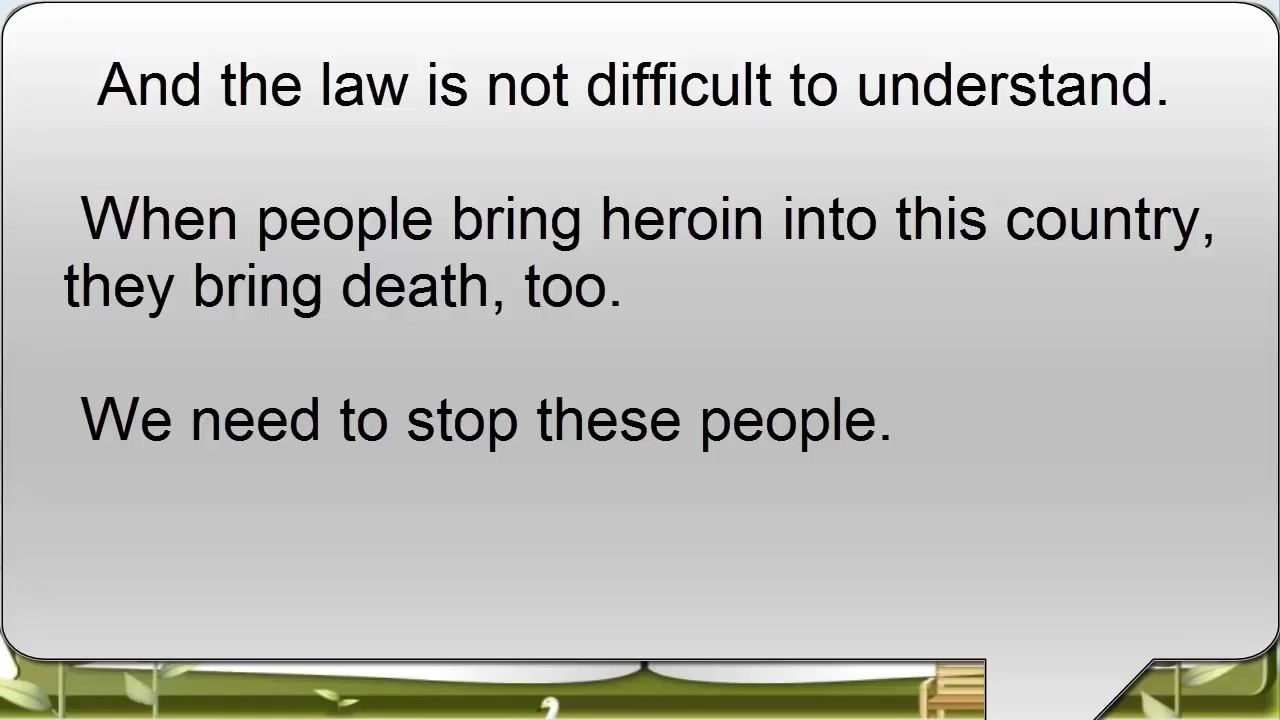 And the law is not difficult to understand.
When people bring heroin into this country,
they bring death, too.
We need to stop these people.